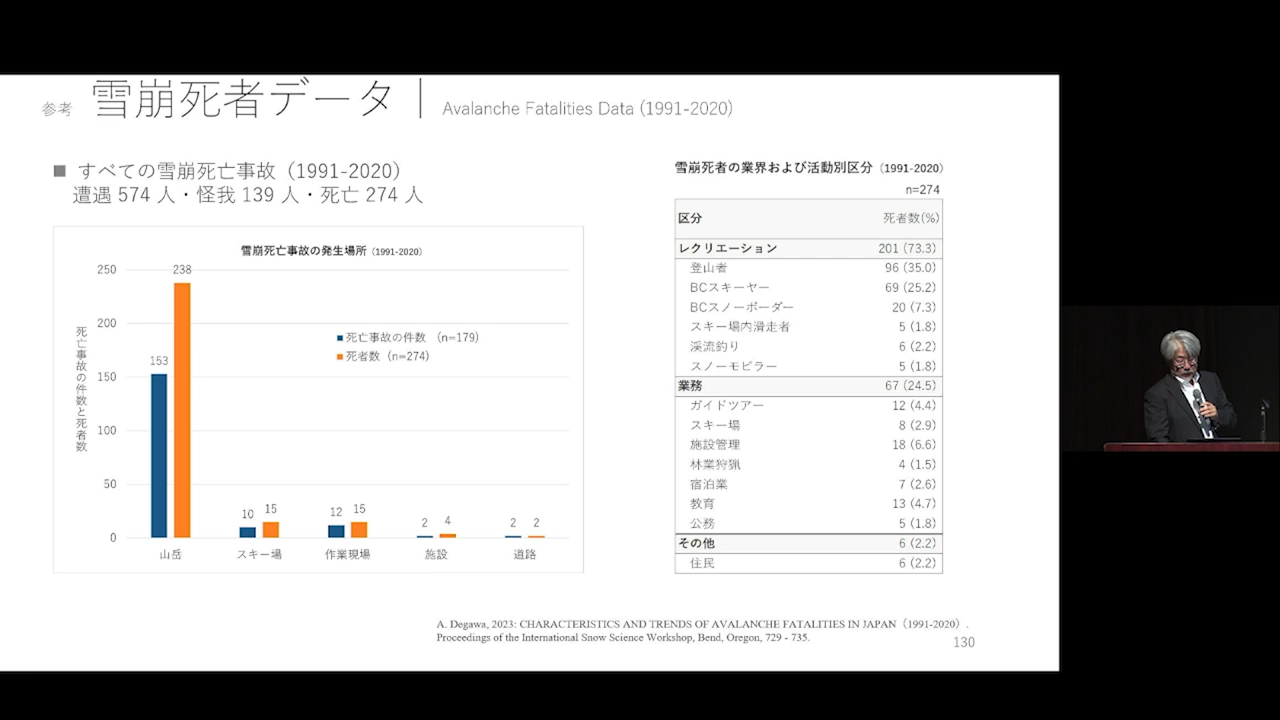 参考 雪崩死者データ | Avalanche Fatalities Data (1991-2020)
■ すべての雪崩死亡事故（1991-2020）
遭遇 574 人・怪我 139 人・死亡 274 人
雪崩死亡事故の発生場所（1991-2020）
死亡事故の件数と死者数
250
200
150
100
50
0
死亡事故の件数 （n=179）
死者数（n=274）
153 238
10 15
12 15
2 4
2 2
山岳 スキー場 作業現場 施設 道路
雪崩死者の業界および活動別区分（1991-2020）
n=274
区分 死者数(%)
レクリエーション 201 (73.3)
登山者 96 (35.0)
BCスキーヤー 69 (25.2)
BCスノーボーダー 20 (7.3)
スキー場内滑走者 5 (1.8)
渓流釣り 6 (2.2)
スノーモビラー 5 (1.8)
業務 67 (24.5)
ガイドツアー 12 (4.4)
スキー場 8 (2.9)
施設管理 18 (6.6)
林業狩猟 4 (1.5)
宿泊業 7 (2.6)
教育 13 (4.7)
公務 5 (1.8)
その他 6 (2.2)
住民 6 (2.2)
A. Degawa, 2023: CHARACTERISTICS AND TRENDS OF AVALANCHE FATALITIES IN JAPAN（1991-2020）.
Proceedings of the International Snow Science Workshop, Bend, Oregon, 729 - 735.
130